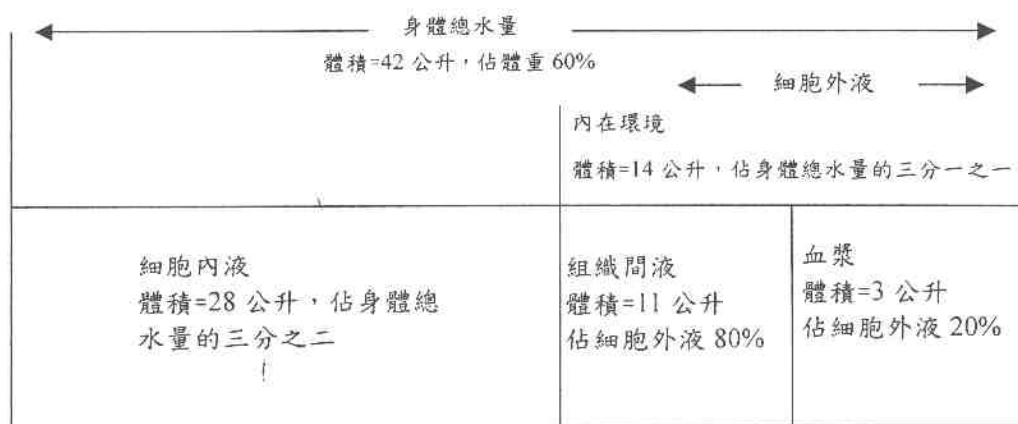 身體總水量
體積=42 公升，佔體重 60%
細胞外液
內在環境
體積=14 公升，佔身體總水量的三分一之一
細胞內液
體積=28 公升，佔身體總
水量的三分之二
組織間液
體積=11 公升
佔細胞外液 80%
血漿
體積=3 公升
佔細胞外液 20%